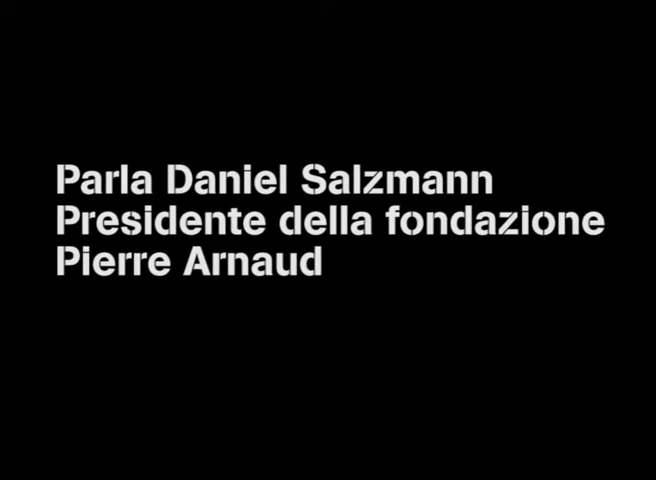 Parla Daniel Salzmann
Presidente della fondazione
Pierre Arnaud